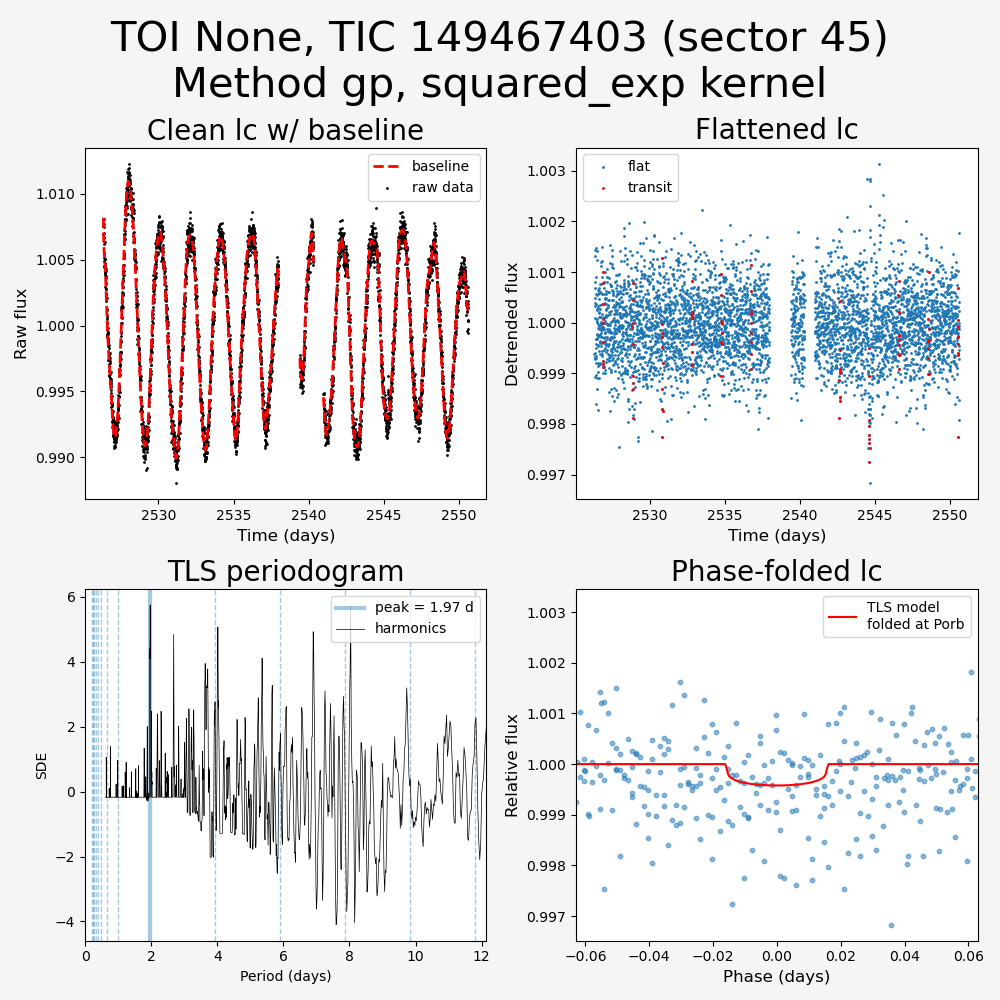 TOI None, TIC 149467403 (sector 45)
Method gp, squared_exp kernel
Clean lc w/ baseline
baseline
raw data
1.010
1.005
1.000
0.995
0.990
Raw flux
2530
2535
2540
2545
2550
Time (days)
Flattened lc
flat
transit
1.003
1.002
1.001
1.000
0.999
0.998
0.997
Detrended flux
2530
2535
2540
2545
2550
Time (days)
TLS periodogram
peak = 1.97 d
harmonics
6
4
2
0
−2
−4
SDE
0
2
4
6
8
10
12
Period (days)
Phase-folded lc
TLS model
folded at Porb
1.003
1.002
1.001
1.000
0.999
0.998
0.997
Relative flux
−0.06
−0.04
−0.02
0.00
0.02
0.04
0.06
Phase (days)